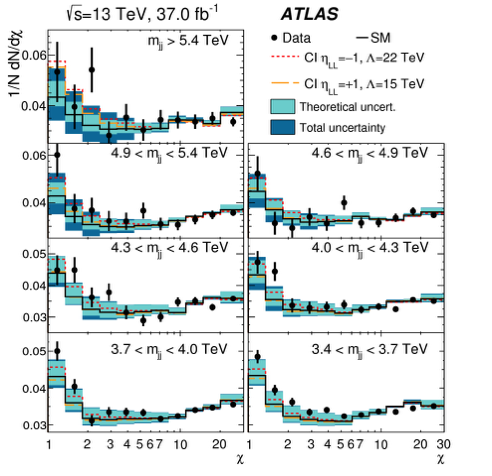 √s=13 TeV, 37.0 fb⁻¹ ATLAS
1/N dN/dχ
m_jj > 5.4 TeV
Data
SM
CI η_LL=−1, Λ=22 TeV
CI η_LL=+1, Λ=15 TeV
Theoretical uncert.
Total uncertainty
0.06
0.04
4.9 < m_jj < 5.4 TeV
4.6 < m_jj < 4.9 TeV
0.06
0.04
4.3 < m_jj < 4.6 TeV
4.0 < m_jj < 4.3 TeV
0.05
0.04
0.03
3.7 < m_jj < 4.0 TeV
3.4 < m_jj < 3.7 TeV
0.05
0.04
0.03
1 2 3 4 5 6 7 10 20 1 2 3 4 5 6 7 10 20 30
χ χ